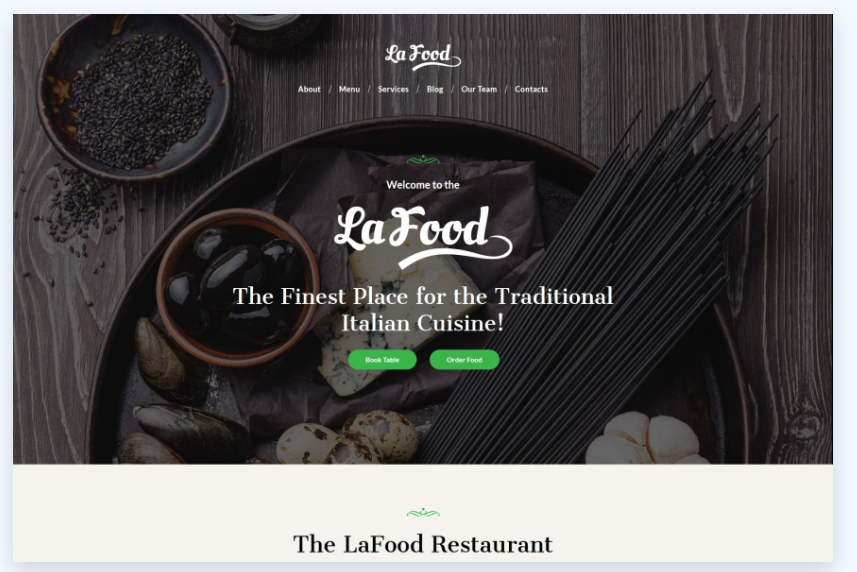 La Food
About / Menu / Services / Blog / Our Team / Contacts
Welcome to the
La Food
The Finest Place for the Traditional
Italian Cuisine!
Book Table Order Food
The LaFood Restaurant